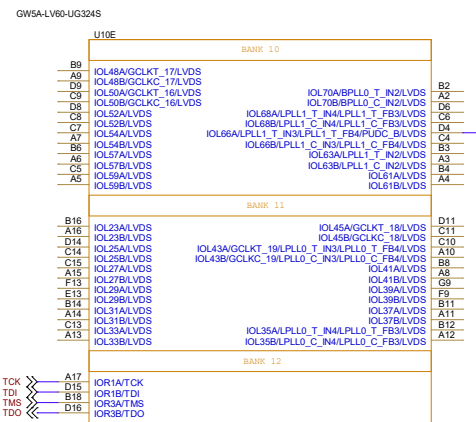 GW5A-LV60-UG324S
U10E
BANK 10
B9 IOL48A/GCLKT_17/LVDS
A9 IOL48B/GCLKC_17/LVDS
D9 IOL50A/GCLKT_16/LVDS IOL70A/BPLL0_T_IN2/LVDS B2
C9 IOL50B/GCLKC_16/LVDS IOL70B/BPLL0_C_IN2/LVDS A2
D8 IOL52A/LVDS IOL68A/LPLL1_T_IN4/LPLL1_T_FB3/LVDS D6
C8 IOL52B/LVDS IOL68B/LPLL1_C_IN4/LPLL1_C_FB3/LVDS C6
C7 IOL54A/LVDS IOL66A/LPLL1_T_IN3/LPLL1_T_FB4/PUDC_B/LVDS D4
A7 IOL54B/LVDS IOL66B/LPLL1_C_IN3/LPLL1_C_FB4/LVDS C4
B6 IOL57A/LVDS IOL63A/LPLL1_T_IN2/LVDS B3
A6 IOL57B/LVDS IOL63B/LPLL1_C_IN2/LVDS A3
C5 IOL59A/LVDS IOL61A/LVDS B4
A5 IOL59B/LVDS IOL61B/LVDS A4
BANK 11
B16 IOL23A/LVDS IOL45A/GCLKT_18/LVDS D11
A16 IOL23B/LVDS IOL45B/GCLKC_18/LVDS C11
D14 IOL25A/LVDS IOL43A/GCLKT_19/LPLL0_T_IN3/LPLL0_T_FB4/LVDS C10
C14 IOL25B/LVDS IOL43B/GCLKC_19/LPLL0_C_IN3/LPLL0_C_FB4/LVDS A10
C15 IOL27A/LVDS IOL41A/LVDS B8
A15 IOL27B/LVDS IOL41B/LVDS A8
F13 IOL29A/LVDS IOL39A/LVDS G9
E13 IOL29B/LVDS IOL39B/LVDS F9
B14 IOL31A/LVDS IOL37A/LVDS B11
A14 IOL31B/LVDS IOL37B/LVDS A11
C13 IOL33A/LVDS IOL35A/LPLL0_T_IN4/LPLL0_T_FB3/LVDS B12
A13 IOL33B/LVDS IOL35B/LPLL0_C_IN4/LPLL0_C_FB3/LVDS A12
BANK 12
TCK A17 IOR1A/TCK
TDI D15 IOR1B/TDI
TMS B18 IOR3A/TMS
TDO D16 IOR3B/TDO